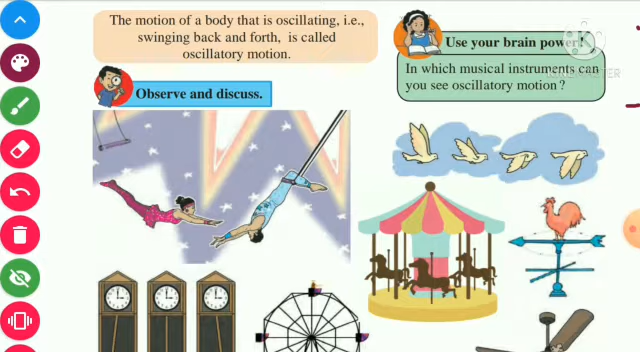 The motion of a body that is oscillating, i.e.,
swinging back and forth, is called
oscillatory motion.
Observe and discuss.
Use your brain power!
In which musical instruments can
you see oscillatory motion?